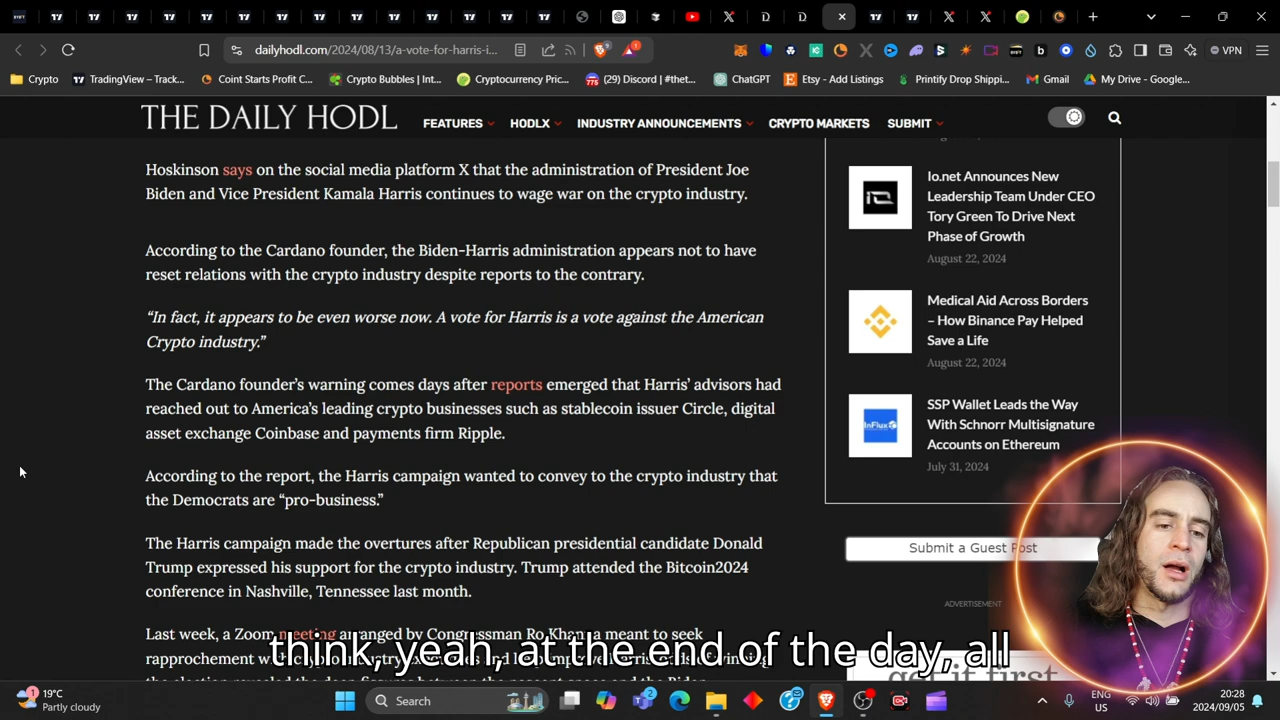 dailyhodl.com/2024/08/13/a-vote-for-harris-i...
VPN
Crypto
TradingView – Track...
Coint Starts Profit C...
Crypto Bubbles | Int...
Cryptocurrency Pric...
(29) Discord | #thet...
ChatGPT
Etsy - Add Listings
Printify Drop Shippi...
Gmail
My Drive - Google...
THE DAILY HODL
FEATURES
HODLX
INDUSTRY ANNOUNCEMENTS
CRYPTO MARKETS
SUBMIT
Hoskinson says on the social media platform X that the administration of President Joe
Biden and Vice President Kamala Harris continues to wage war on the crypto industry.
According to the Cardano founder, the Biden-Harris administration appears not to have
reset relations with the crypto industry despite reports to the contrary.
“In fact, it appears to be even worse now. A vote for Harris is a vote against the American
Crypto industry.”
The Cardano founder’s warning comes days after reports emerged that Harris’ advisors had
reached out to America’s leading crypto businesses such as stablecoin issuer Circle, digital
asset exchange Coinbase and payments firm Ripple.
According to the report, the Harris campaign wanted to convey to the crypto industry that
the Democrats are “pro-business.”
The Harris campaign made the overtures after Republican presidential candidate Donald
Trump expressed his support for the crypto industry. Trump attended the Bitcoin2024
conference in Nashville, Tennessee last month.
Last week, a Zoom meeting arranged by Congressman Ro Khanna meant to seek
Io.net Announces New
Leadership Team Under CEO
Tory Green To Drive Next
Phase of Growth
August 22, 2024
Medical Aid Across Borders
– How Binance Pay Helped
Save a Life
August 22, 2024
SSP Wallet Leads the Way
With Schnorr Multisignature
Accounts on Ethereum
July 31, 2024
InFlux
Submit a Guest Post
ADVERTISEMENT
get it first
think, yeah, at the end of the day, all
19°C
Partly cloudy
Search
ENG
US
20:28
2024/09/05